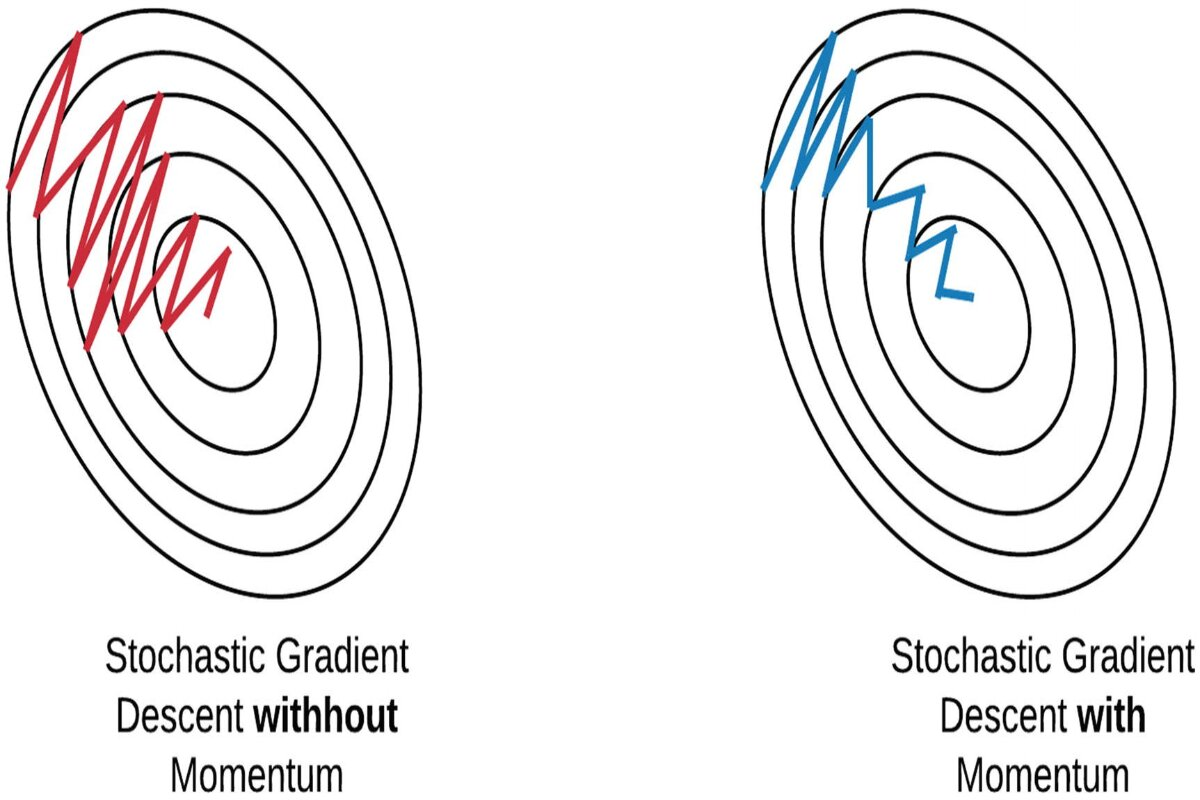 Stochastic Gradient
Descent withhout
Momentum
Stochastic Gradient
Descent with
Momentum